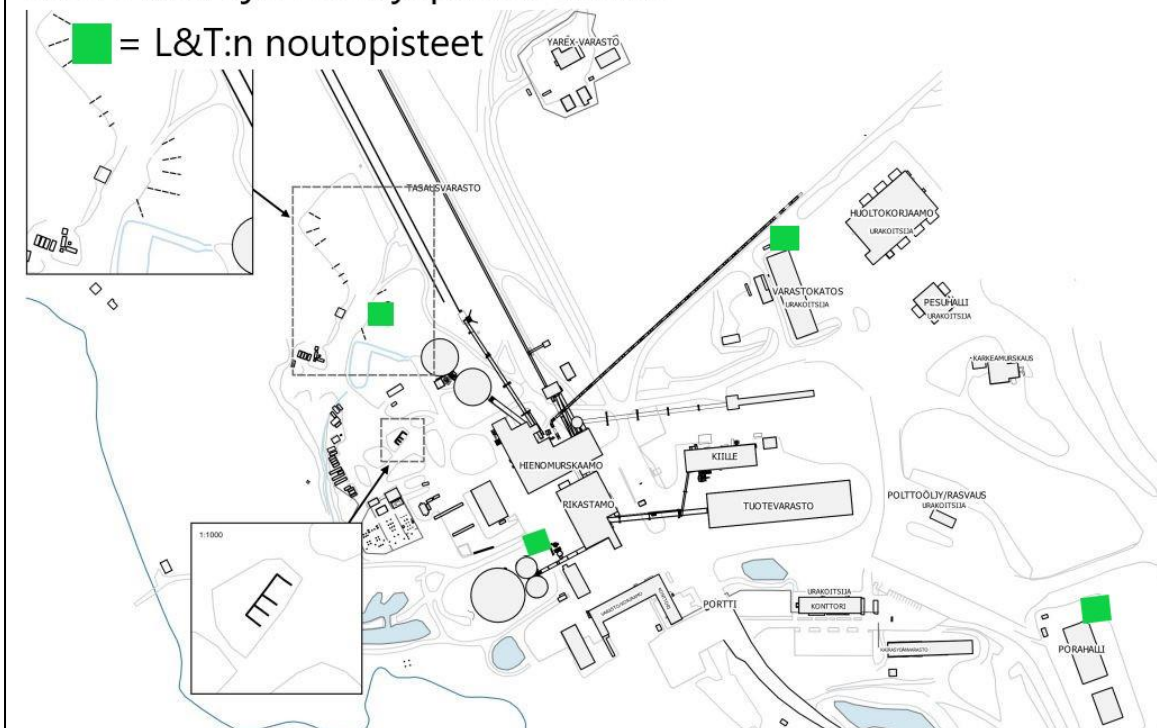 = L&T:n noutopisteet
YAREX-VARASTO
TASAUSVARASTO
HUOLTOKORJAAMO
URAKOITSIJA
VARASTOKATOS
URAKOITSIJA
PESUHALLI
URAKOITSIJA
KARKEAMURSKAUS
KIILLE
HIENOMURSKAAMO
RIKASTAMO
TUOTEVARASTO
POLTTOÖLJY/RASVAUS
URAKOITSIJA
1:1000
URAKOITSIJA
KONTTORI
PORTTI
PORAHALLI